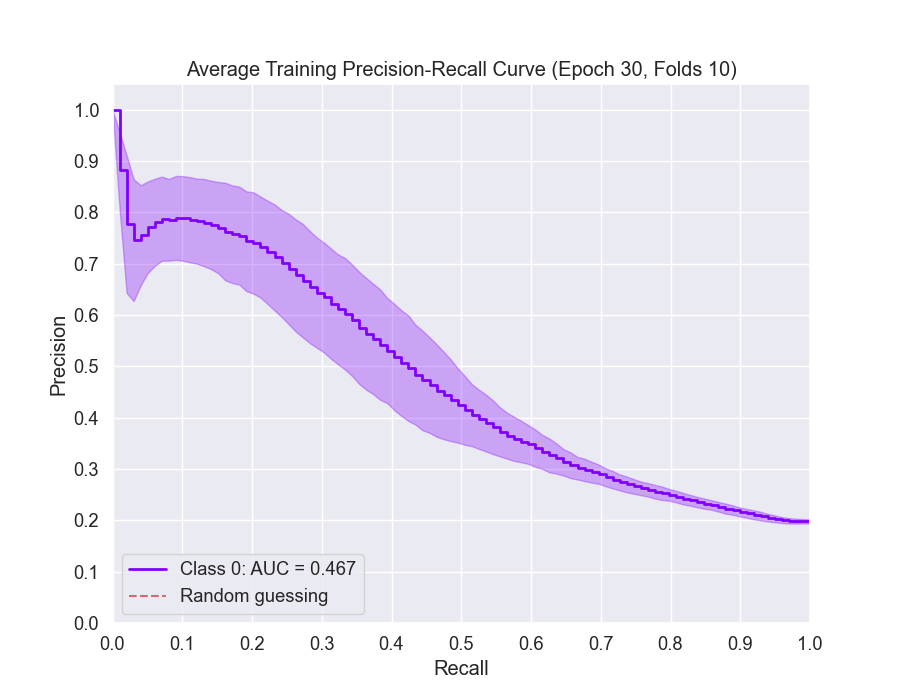 Average Training Precision-Recall Curve (Epoch 30, Folds 10)
Precision
1.0
0.9
0.8
0.7
0.6
0.5
0.4
0.3
0.2
0.1
0.0
Class 0: AUC = 0.467
Random guessing
0.0 0.1 0.2 0.3 0.4 0.5 0.6 0.7 0.8 0.9 1.0
Recall